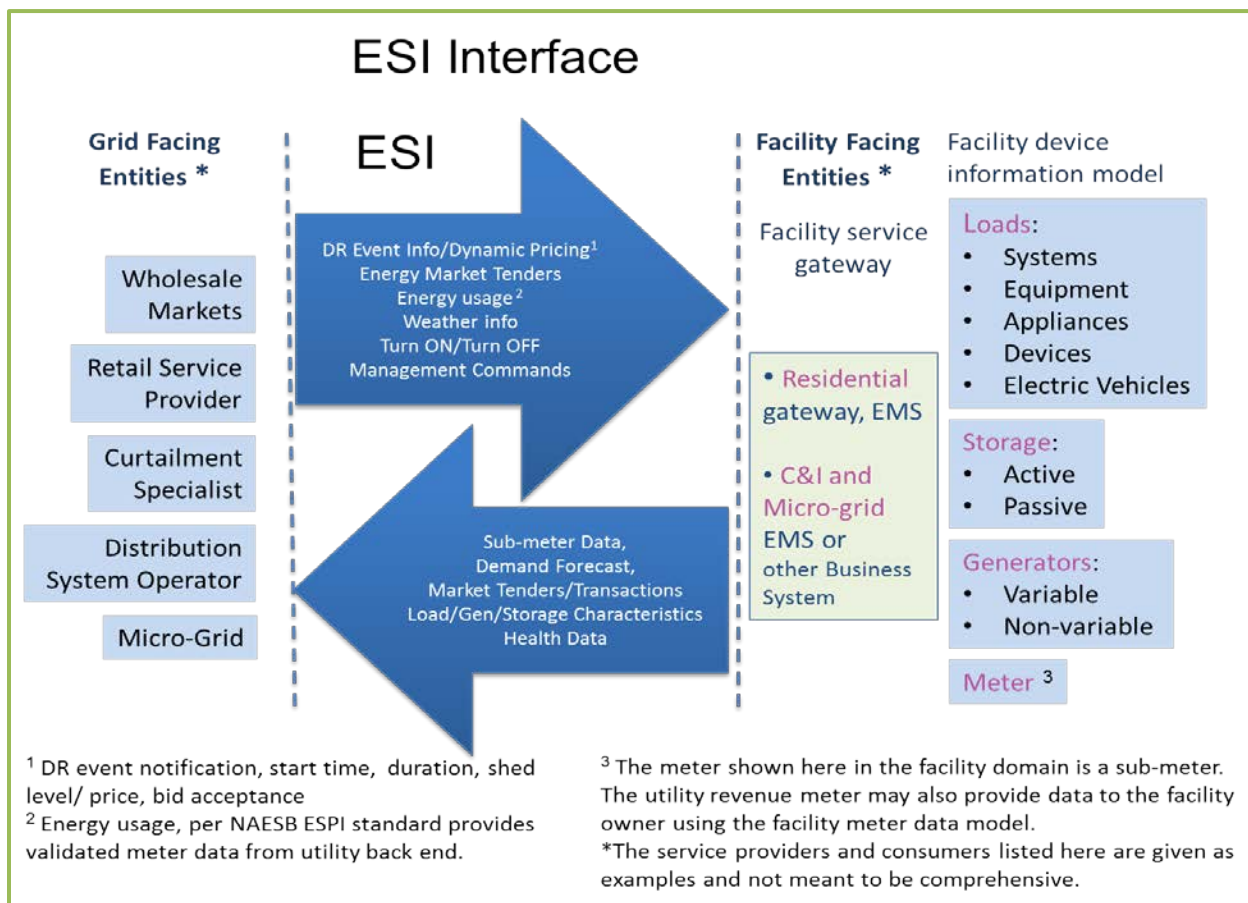 ESI Interface
Grid Facing
Entities *
Wholesale
Markets
Retail Service
Provider
Curtailment
Specialist
Distribution
System Operator
Micro-Grid
ESI
DR Event Info/Dynamic Pricing¹
Energy Market Tenders
Energy usage²
Weather info
Turn ON/Turn OFF
Management Commands
Sub-meter Data,
Demand Forecast,
Market Tenders/Transactions
Load/Gen/Storage Characteristics
Health Data
Facility Facing
Entities *
Facility service
gateway
• Residential
gateway, EMS
• C&I and
Micro-grid
EMS or
other Business
System
Facility device
information model
Loads:
• Systems
• Equipment
• Appliances
• Devices
• Electric Vehicles
Storage:
• Active
• Passive
Generators:
• Variable
• Non-variable
Meter ³
¹ DR event notification, start time, duration, shed
level/ price, bid acceptance
² Energy usage, per NAESB ESPI standard provides
validated meter data from utility back end.
³ The meter shown here in the facility domain is a sub-meter.
The utility revenue meter may also provide data to the facility
owner using the facility meter data model.
*The service providers and consumers listed here are given as
examples and not meant to be comprehensive.